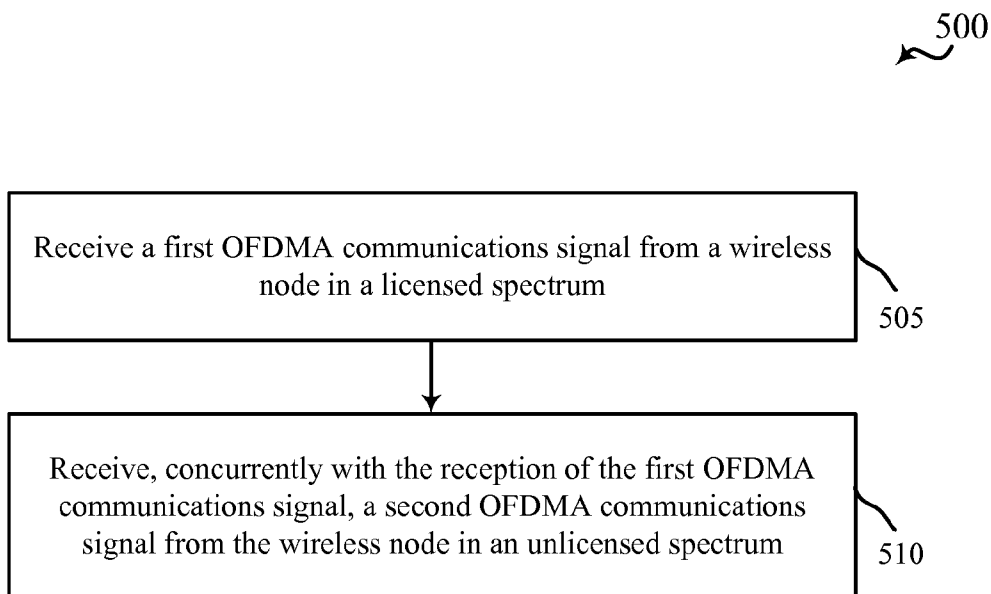 500
Receive a first OFDMA communications signal from a wireless
node in a licensed spectrum
505
Receive, concurrently with the reception of the first OFDMA
communications signal, a second OFDMA communications
signal from the wireless node in an unlicensed spectrum
510